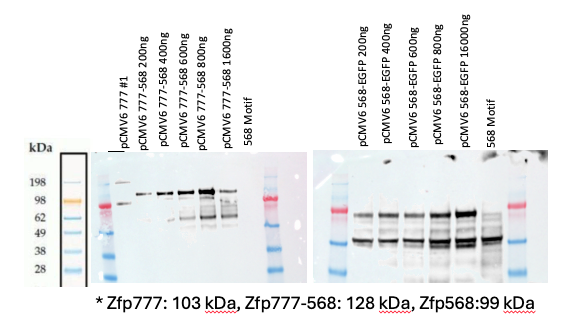 pCMV6 777 #1
pCMV6 777-568 200ng
pCMV6 777-568 400ng
pCMV6 777-568 600ng
pCMV6 777-568 800ng
pCMV6 777-568 1600ng
568 Motif
pCMV6 568-EGFP 200ng
pCMV6 568-EGFP 400ng
pCMV6 568-EGFP 600ng
pCMV6 568-EGFP 800ng
pCMV6 568-EGFP 16000ng
568 Motif
kDa
198
98
62
49
38
28
* Zfp777: 103 kDa, Zfp777-568: 128 kDa, Zfp568:99 kDa